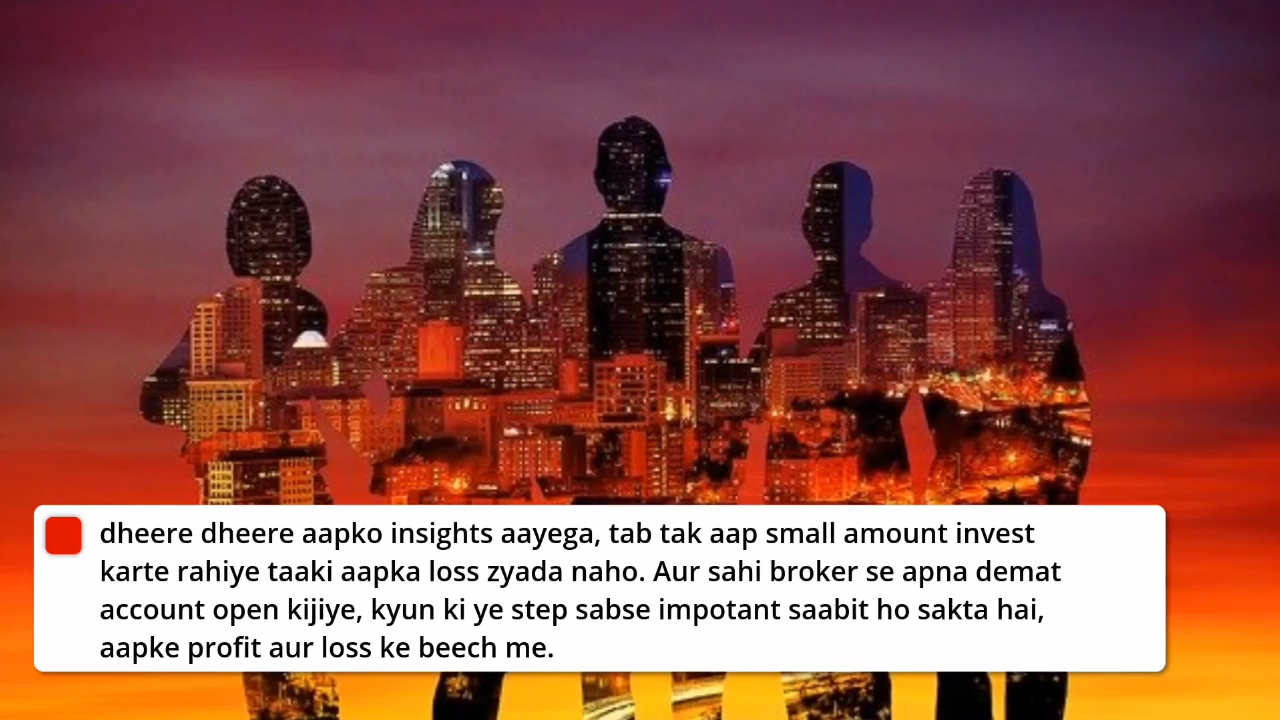 dheere dheere aapko insights aayega, tab tak aap small amount invest
karte rahiye taaki aapka loss zyada naho. Aur sahi broker se apna demat
account open kijiye, kyun ki ye step sabse impotant saabit ho sakta hai,
aapke profit aur loss ke beech me.